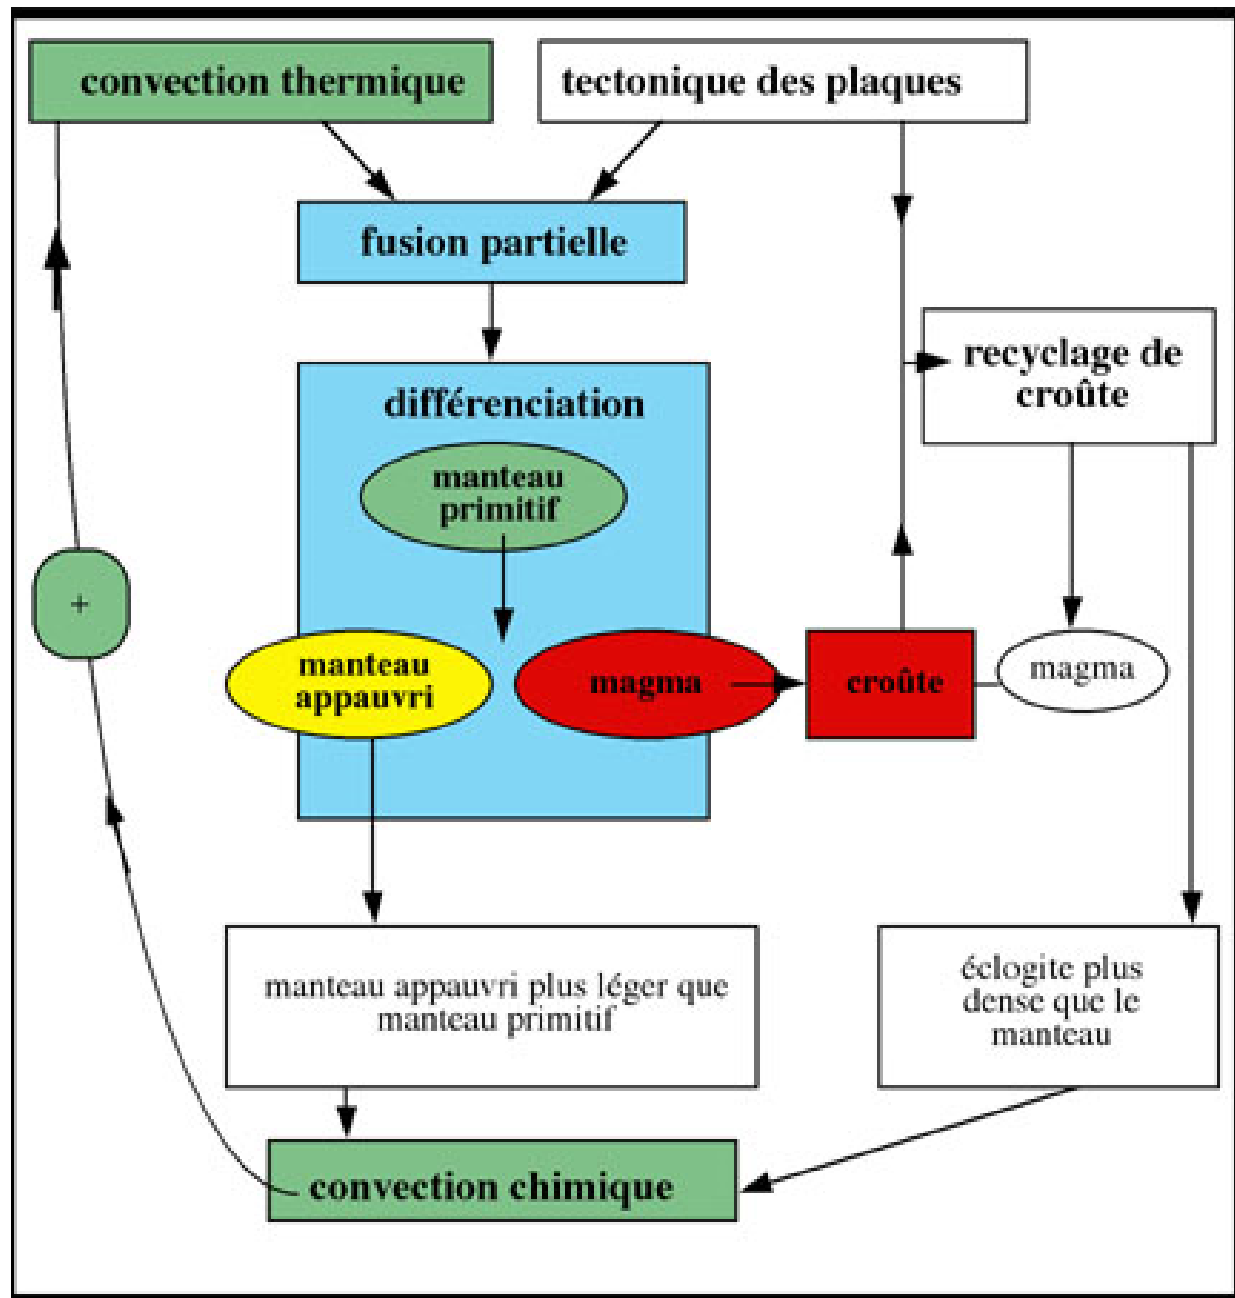 convection thermique
tectonique des plaques
fusion partielle
recyclage de
croûte
différenciation
manteau
primitif
+
manteau
appauvri
magma
croûte
magma
manteau appauvri plus léger que
manteau primitif
éclogite plus
dense que le
manteau
convection chimique